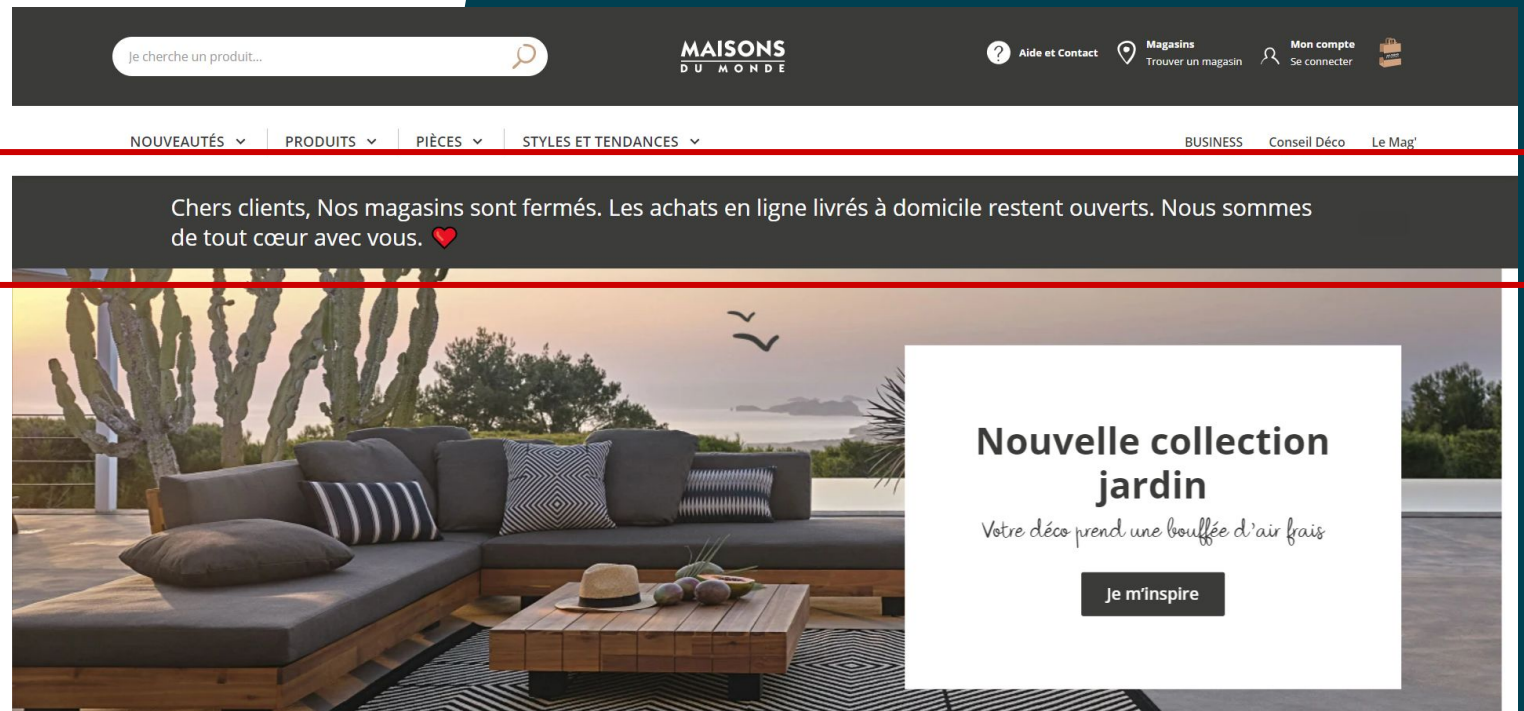 Je cherche un produit...
MAISONS
DU MONDE
Aide et Contact
Magasins
Trouver un magasin
Mon compte
Se connecter
NOUVEAUTÉS
PRODUITS
PIÈCES
STYLES ET TENDANCES
BUSINESS
Conseil Déco
Le Mag'
Chers clients, Nos magasins sont fermés. Les achats en ligne livrés à domicile restent ouverts. Nous sommes
de tout cœur avec vous. ❤
Nouvelle collection
jardin
Votre déco prend une bouffée d'air frais
Je m'inspire